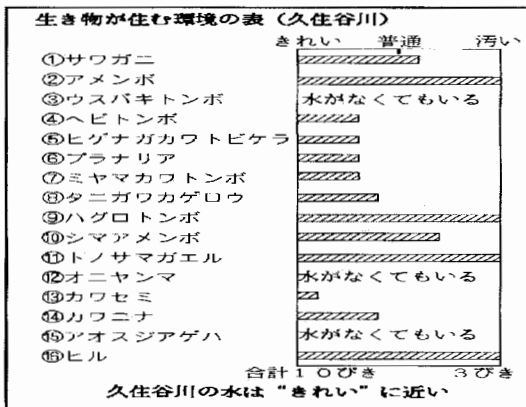 生き物が住む環境の表（久住谷川）
きれい 普通 汚い
①サワガニ
②アメンボ
③ウスバキトンボ 水がなくてもいる
④ヘビトンボ
⑤ヒゲナガカワトビケラ
⑥プラナリア
⑦ミヤマカワトンボ
⑧タニガワカゲロウ
⑨ハグロトンボ
⑩シマアメンボ
⑪トノサマガエル
⑫オニヤンマ 水がなくてもいる
⑬カワセミ
⑭カワニナ
⑮アオスジアゲハ 水がなくてもいる
⑯ヒル
合計１０ぴき ３びき
久住谷川の水は“きれい”に近い